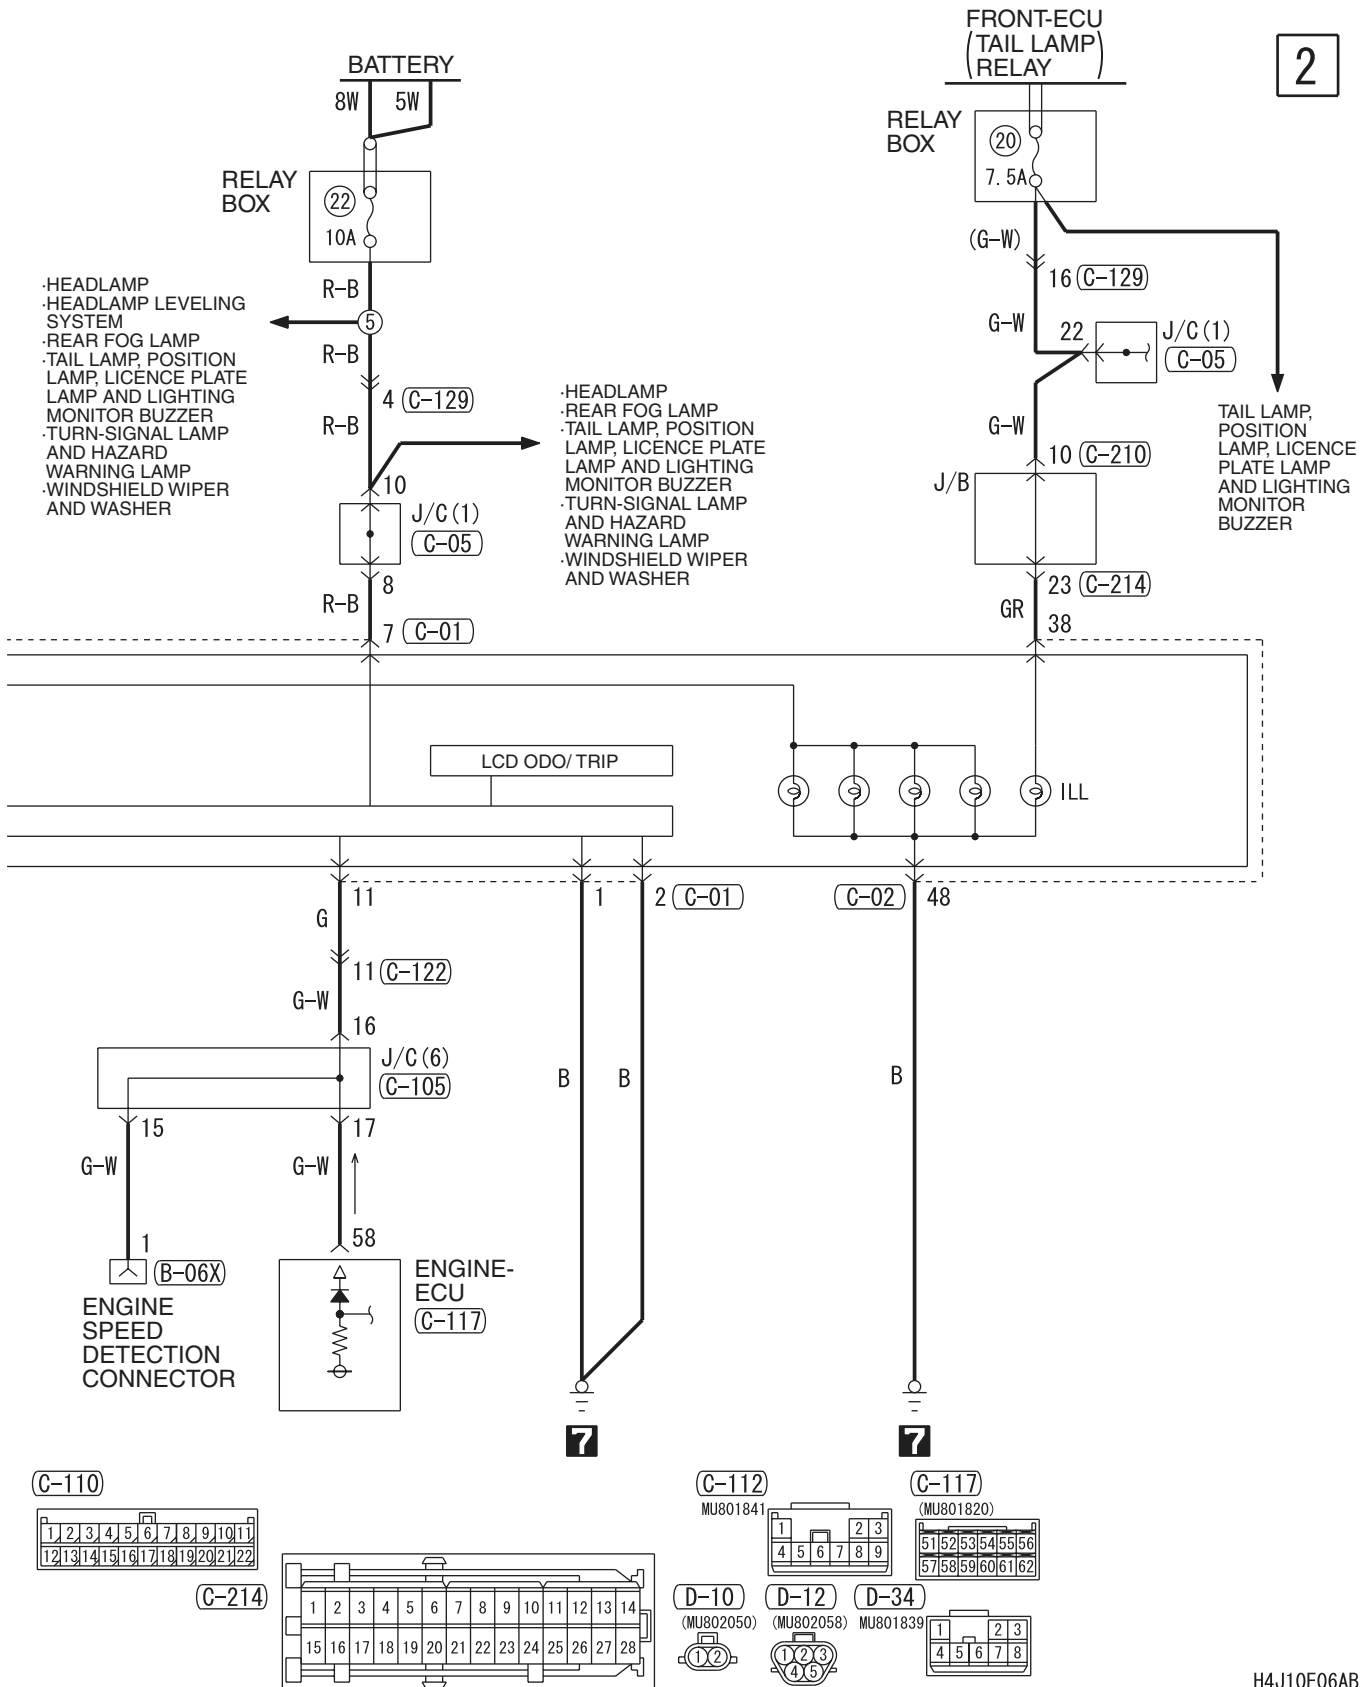 FRONT-ECU
(TAIL LAMP)
RELAY
2
BATTERY
8W
5W
RELAY
BOX
20
7.5A
RELAY
BOX
22
10A
(G-W)
16
C-129
·HEADLAMP
·HEADLAMP LEVELING
SYSTEM
·REAR FOG LAMP
·TAIL LAMP, POSITION
LAMP, LICENCE PLATE
LAMP AND LIGHTING
MONITOR BUZZER
·TURN-SIGNAL LAMP
AND HAZARD
WARNING LAMP
·WINDSHIELD WIPER
AND WASHER
R-B
5
R-B
4
C-129
R-B
10
J/C(1)
C-05
8
R-B
7
C-01
·HEADLAMP
·REAR FOG LAMP
·TAIL LAMP, POSITION
LAMP, LICENCE PLATE
LAMP AND LIGHTING
MONITOR BUZZER
·TURN-SIGNAL LAMP
AND HAZARD
WARNING LAMP
·WINDSHIELD WIPER
AND WASHER
G-W
22
J/C(1)
C-05
G-W
10
C-210
J/B
23
C-214
GR
38
TAIL LAMP,
POSITION
LAMP, LICENCE
PLATE LAMP
AND LIGHTING
MONITOR
BUZZER
LCD ODO/ TRIP
ILL
11
G
11
C-122
G-W
16
J/C(6)
C-105
15
17
G-W
G-W
1
B-06X
58
ENGINE
SPEED
DETECTION
CONNECTOR
ENGINE-
ECU
C-117
1
2
C-01
B
B
7
C-02
48
B
7
C-110
1 2 3 4 5 6 7 8 9 10 11
12 13 14 15 16 17 18 19 20 21 22
C-214
1 2 3 4 5 6 7 8 9 10 11 12 13 14
15 16 17 18 19 20 21 22 23 24 25 26 27 28
C-112
MU801841
1 2 3
4 5 6 7 8 9
C-117
(MU801820)
51 52 53 54 55 56
57 58 59 60 61 62
D-10
(MU802050)
1 2
D-12
(MU802058)
1 2 3
4 5
D-34
MU801839
1 2 3
4 5 6 7 8
H4J10E06AB